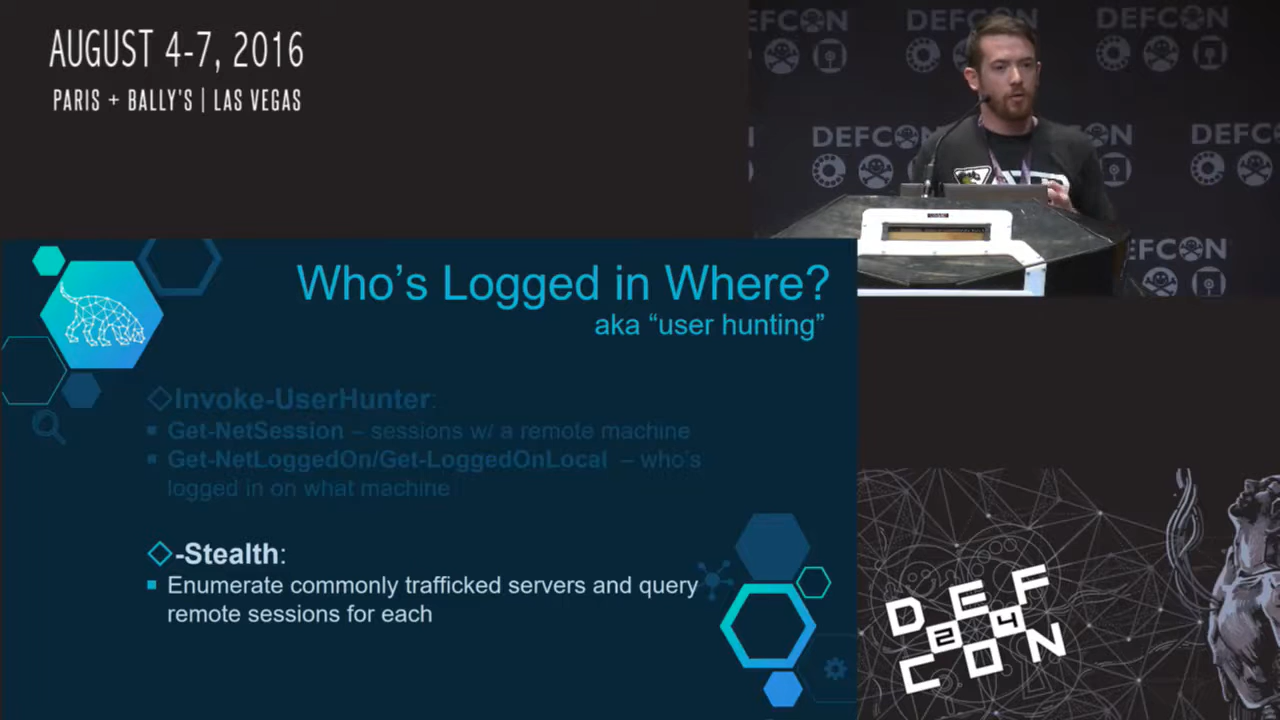 AUGUST 4-7, 2016
PARIS + BALLY'S | LAS VEGAS
DEFCON
DEFCON
DEFCON
DEFCON
Who's Logged in Where?
aka “user hunting”
Invoke-UserHunter:
Get-NetSession – sessions w/ a remote machine
Get-NetLoggedOn/Get-LoggedOnLocal – who's
logged in on what machine
-Stealth:
Enumerate commonly trafficked servers and query
remote sessions for each
DEF
24
CON